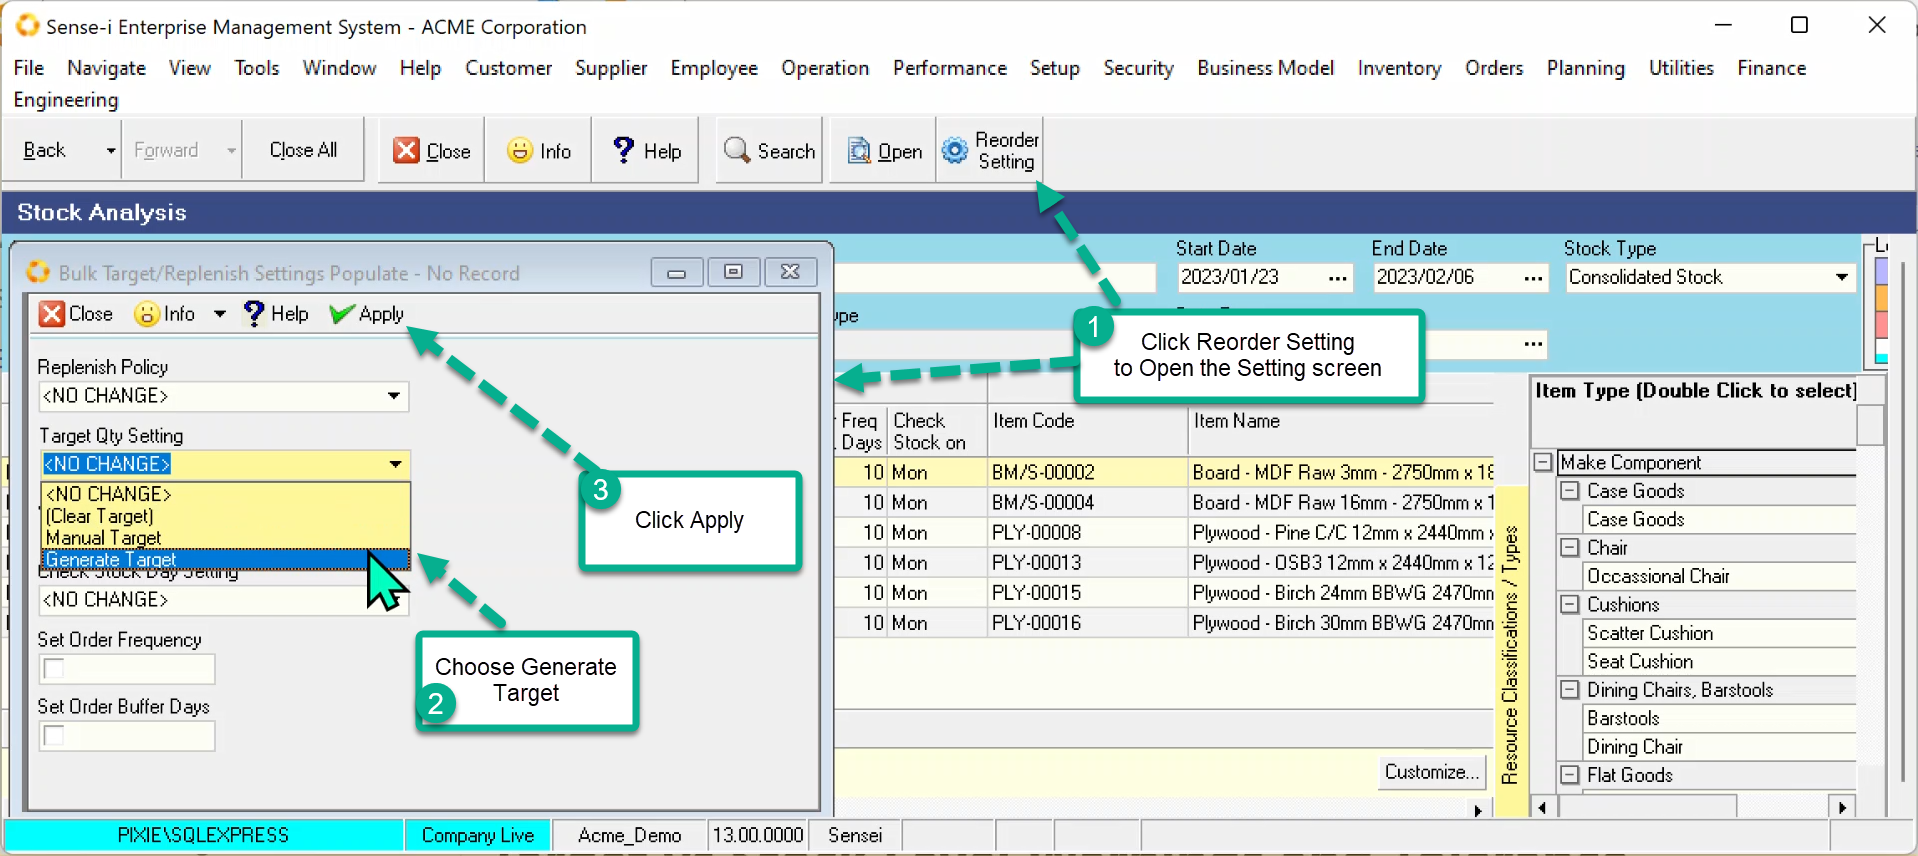 Sense-i Enterprise Management System - ACME Corporation
File Navigate View Tools Window Help Customer Supplier Employee Operation Performance Setup Security Business Model Inventory Orders Planning Utilities Finance
Engineering
Back Forward Close All Close Info Help Search Open Reorder
Setting
Stock Analysis
Bulk Target/Replenish Settings Populate - No Record
Close Info Help Apply
Replenish Policy
<NO CHANGE>
Target Qty Setting
<NO CHANGE>
<NO CHANGE>
(Clear Target)
Manual Target
Generate Target
Check Stock Day Setting
<NO CHANGE>
Set Order Frequency
Set Order Buffer Days
Start Date End Date Stock Type
2023/01/23 ... 2023/02/06 ... Consolidated Stock
...
1
Click Reorder Setting
to Open the Setting screen
3
Click Apply
Choose Generate
Target
2
Freq Check Item Code Item Name
Days Stock on
10 Mon BM/S-00002 Board - MDF Raw 3mm - 2750mm x 18
10 Mon BM/S-00004 Board - MDF Raw 16mm - 2750mm x 1
10 Mon PLY-00008 Plywood - Pine C/C 12mm x 2440mm x
10 Mon PLY-00013 Plywood - OSB3 12mm x 2440mm x 12
10 Mon PLY-00015 Plywood - Birch 24mm BBWG 2470mm
10 Mon PLY-00016 Plywood - Birch 30mm BBWG 2470mm
Customize...
Resource Classifications / Types
Item Type (Double Click to select)
Make Component
Case Goods
Case Goods
Chair
Occassional Chair
Cushions
Scatter Cushion
Seat Cushion
Dining Chairs, Barstools
Barstools
Dining Chair
Flat Goods
PIXIE\SQLEXPRESS Company Live Acme_Demo 13.00.0000 Sensei